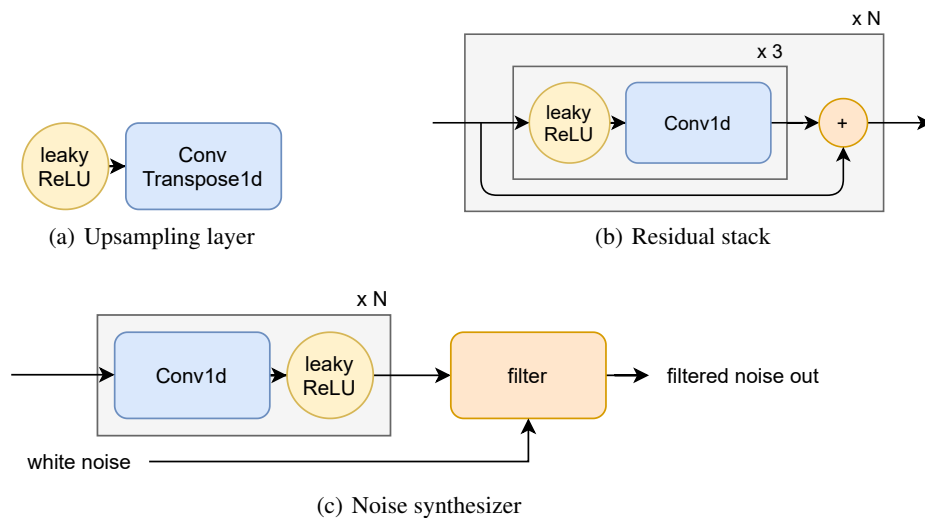 x N
x 3
leaky
ReLU
Conv
Transpose1d
leaky
ReLU
Conv1d
+
(a) Upsampling layer
(b) Residual stack
x N
Conv1d
leaky
ReLU
filter
filtered noise out
white noise
(c) Noise synthesizer